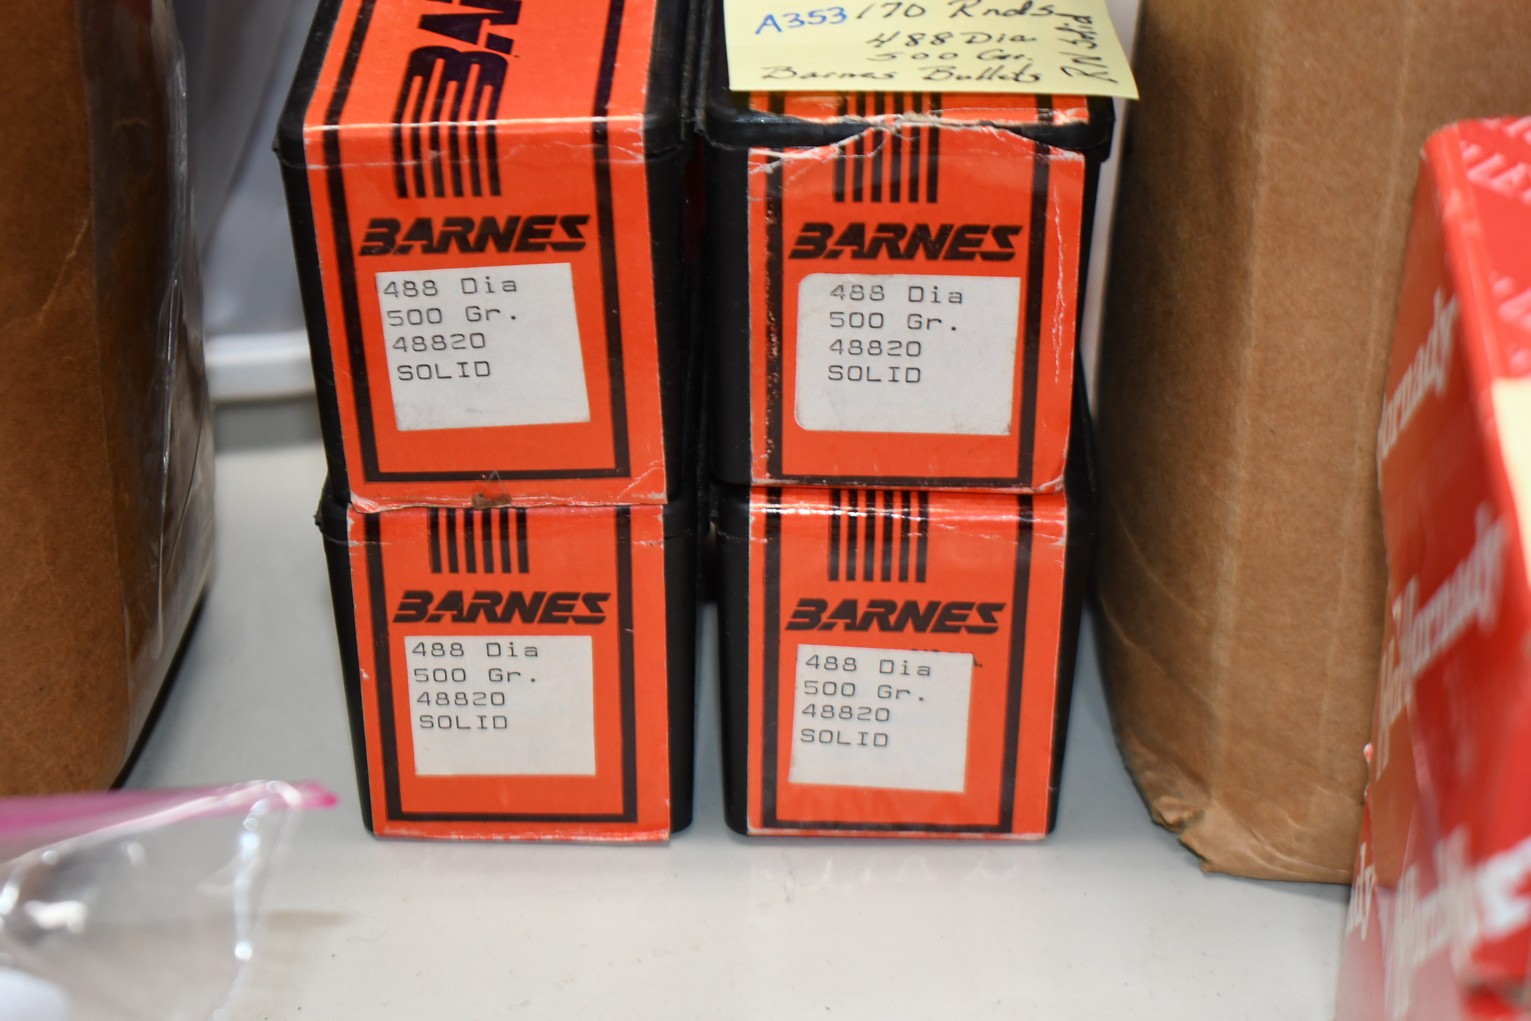 A353 170 Rnds
488 Dia
500 Gr.
Barnes Bullets
RN Solid
BARNES
488 Dia
500 Gr.
48820
SOLID
BARNES
488 Dia
500 Gr.
48820
SOLID
BARNES
488 Dia
500 Gr.
48820
SOLID
BARNES
488 Dia
500 Gr.
48820
SOLID
Hornady